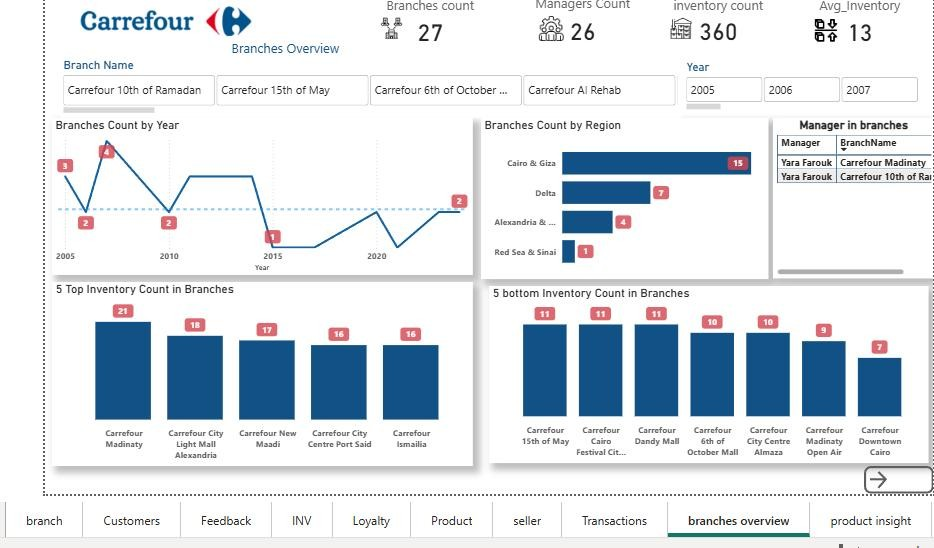 Carrefour
Branches Overview
Branches count
27
Managers Count
26
inventory count
360
Avg_Inventory
13
Branch Name
Carrefour 10th of Ramadan
Carrefour 15th of May
Carrefour 6th of October ...
Carrefour Al Rehab
Year
2005
2006
2007
Branches Count by Year
3
4
2
2
1
2
2005
2010
2015
2020
Year
Branches Count by Region
Cairo & Giza
15
Delta
7
Alexandria & ...
4
Red Sea & Sinai
1
Manager in branches
Manager BranchName
Yara Farouk Carrefour Madinaty
Yara Farouk Carrefour 10th of Ra
5 Top Inventory Count in Branches
21
18
17
16
16
Carrefour
Madinaty
Carrefour City
Light Mall
Alexandria
Carrefour New
Maadi
Carrefour City
Centre Port Said
Carrefour
Ismailia
5 bottom Inventory Count in Branches
11
11
11
10
10
9
7
Carrefour
15th of May
Carrefour
Cairo
Festival Cit...
Carrefour
Dandy Mall
Carrefour
6th of
October Mall
Carrefour
City Centre
Almaza
Carrefour
Madinaty
Open Air
Carrefour
Downtown
Cairo
branch
Customers
Feedback
INV
Loyalty
Product
seller
Transactions
branches overview
product insight